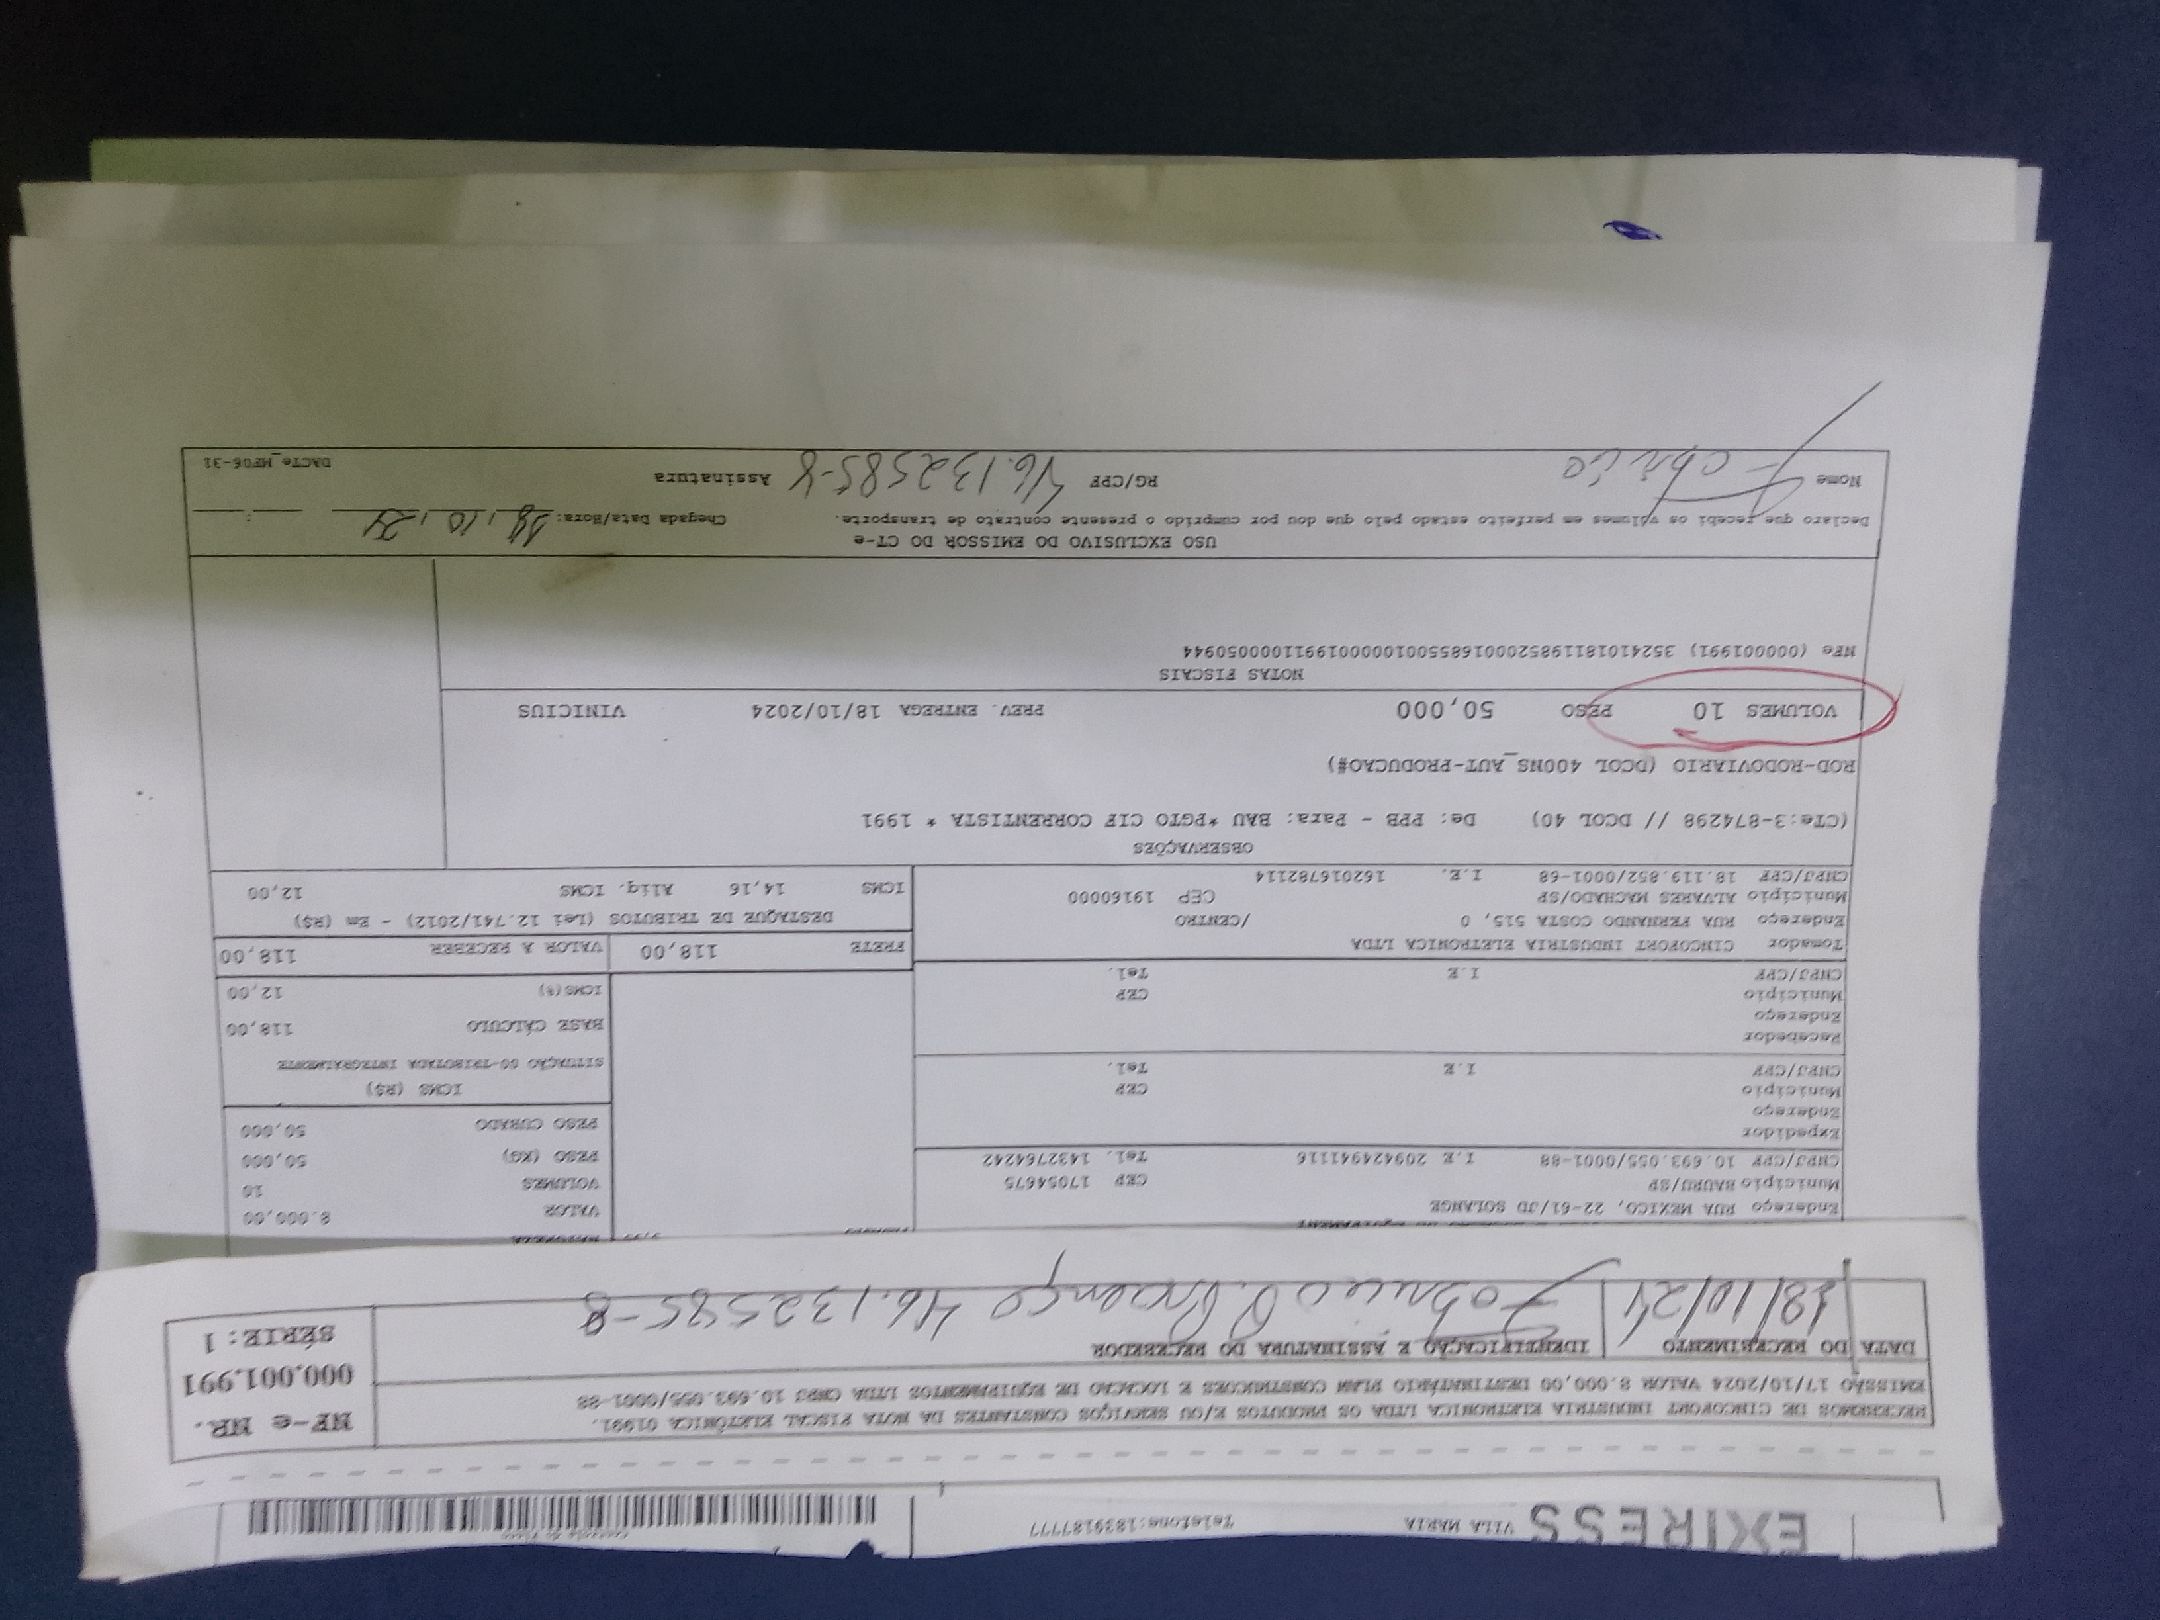 EXIRESS VILA MARIA Telefone:1839187777
RECEBEMOS DE CINCOFORT INDUSTRIA ELETRONICA LTDA OS PRODUTOS E/OU SERVIÇOS CONSTANTES DA NOTA FISCAL ELETRÔNICA 01991.
EMISSÃO 17/10/2024 VALOR 8.000,00 DESTINATÁRIO PLAN CONSTRUCOES E LOCACAO DE EQUIPAMENTOS LTDA CNPJ 10.693.055/0001-88
NF-e NR.
000.001.991
SÉRIE: 1
DATA DO RECEBIMENTO
IDENTIFICAÇÃO E ASSINATURA DO RECEBEDOR
18/10/24
Fabricio 46.132585-8
Endereço RUA MEXICO, 22-61/JD SOLANGE
Município BAURU/SP CEP 17054675
CNPJ/CPF 10.693.055/0001-88 I.E 209424941116 Tel. 1432764242
Expedidor
Endereço
Município CEP
CNPJ/CPF I.E Tel.
Recebedor
Endereço
Município CEP
CNPJ/CPF I.E Tel.
Tomador CINCOFORT INDUSTRIA ELETRONICA LTDA
Endereço RUA FERNANDO COSTA 515, 0 /CENTRO
Município ALVARES MACHADO/SP CEP 19160000
CNPJ/CPF 18.119.852/0001-68 I.E. 162016782114
VALOR 8.000,00
VOLUMES 10
PESO (KG) 50,000
PESO CUBADO 50,000
ICMS (R$)
SITUAÇÃO 00-TRIBUTADA INTEGRALMENTE
BASE CÁLCULO 118,00
ICMS(%) 12,00
FRETE 118,00 VALOR A RECEBER 118,00
DESTAQUE DE TRIBUTOS (Lei 12.741/2012) - Em (R$)
ICMS 14,16 Aliq. ICMS 12,00
OBSERVAÇÕES
(CTe:3-874298 // DCOL 40) De: PPB - Para: BAU *PGTO CIF CORRENTISTA * 1991
ROD-RODOVIARIO (DCOL 400NS_AUT-PRODUCAO#)
VOLUMES 10 PESO 50,000 PREV. ENTREGA 18/10/2024 VINICIUS
NOTAS FISCAIS
NFe (000001991) 35241018119852000168550010000019911000050944
USO EXCLUSIVO DO EMISSOR DO CT-e
Declaro que recebi os volumes em perfeito estado pelo que dou por cumprido o presente contrato de transporte. Chegada Data/Hora: 18,10,24 :
Nome Fabricio RG/CPF 46.132585-8 Assinatura
DACTe_MF06-31